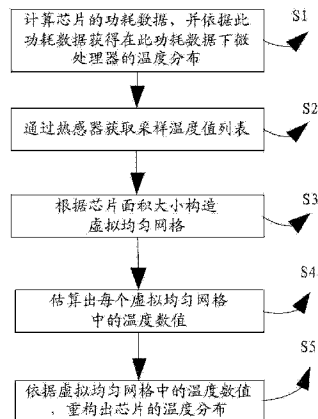 计算芯片的功耗数据，并依据此
功耗数据获得在此功耗数据下微
处理器的温度分布
S1
通过热感器获取采样温度值列表
S2
根据芯片面积大小构造
虚拟均匀网格
S3
估算出每个虚拟均匀网格
中的温度数值
S4
依据虚拟均匀网格中的温度数值
，重构出芯片的温度分布
S5